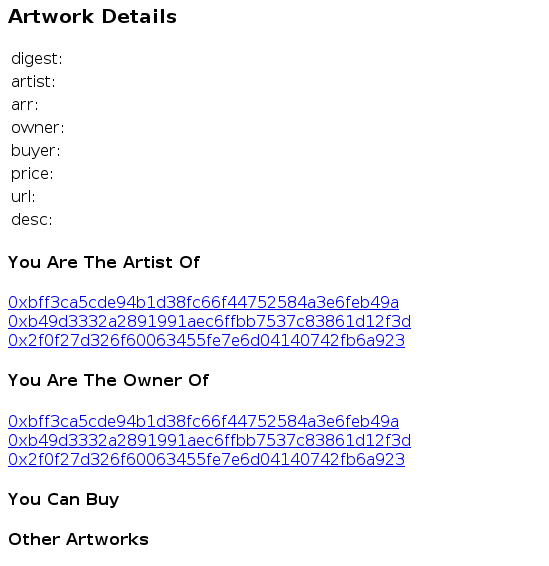 Artwork Details
digest:
artist:
arr:
owner:
buyer:
price:
url:
desc:
You Are The Artist Of
0xbff3ca5cde94b1d38fc66f44752584a3e6feb49a
0xb49d3332a2891991aec6ffbb7537c83861d12f3d
0x2f0f27d326f60063455fe7e6d04140742fb6a923
You Are The Owner Of
0xbff3ca5cde94b1d38fc66f44752584a3e6feb49a
0xb49d3332a2891991aec6ffbb7537c83861d12f3d
0x2f0f27d326f60063455fe7e6d04140742fb6a923
You Can Buy
Other Artworks